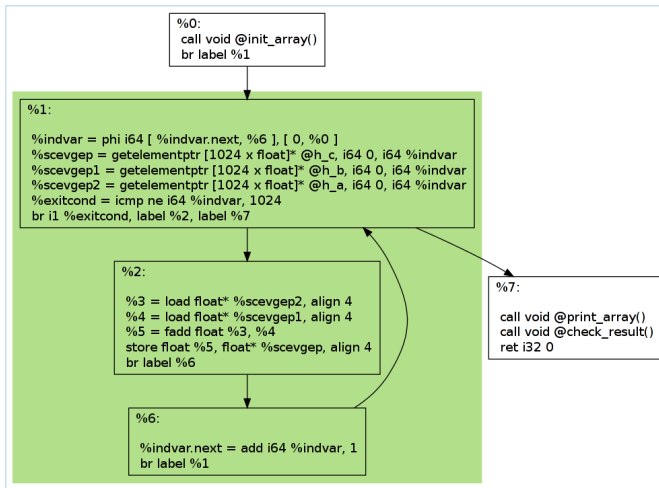 %0:
call void @init_array()
br label %1
%1:
%indvar = phi i64 [ %indvar.next, %6 ], [ 0, %0 ]
%scevgep = getelementptr [1024 x float]* @h_c, i64 0, i64 %indvar
%scevgep1 = getelementptr [1024 x float]* @h_b, i64 0, i64 %indvar
%scevgep2 = getelementptr [1024 x float]* @h_a, i64 0, i64 %indvar
%exitcond = icmp ne i64 %indvar, 1024
br i1 %exitcond, label %2, label %7
%2:
%3 = load float* %scevgep2, align 4
%4 = load float* %scevgep1, align 4
%5 = fadd float %3, %4
store float %5, float* %scevgep, align 4
br label %6
%7:
call void @print_array()
call void @check_result()
ret i32 0
%6:
%indvar.next = add i64 %indvar, 1
br label %1